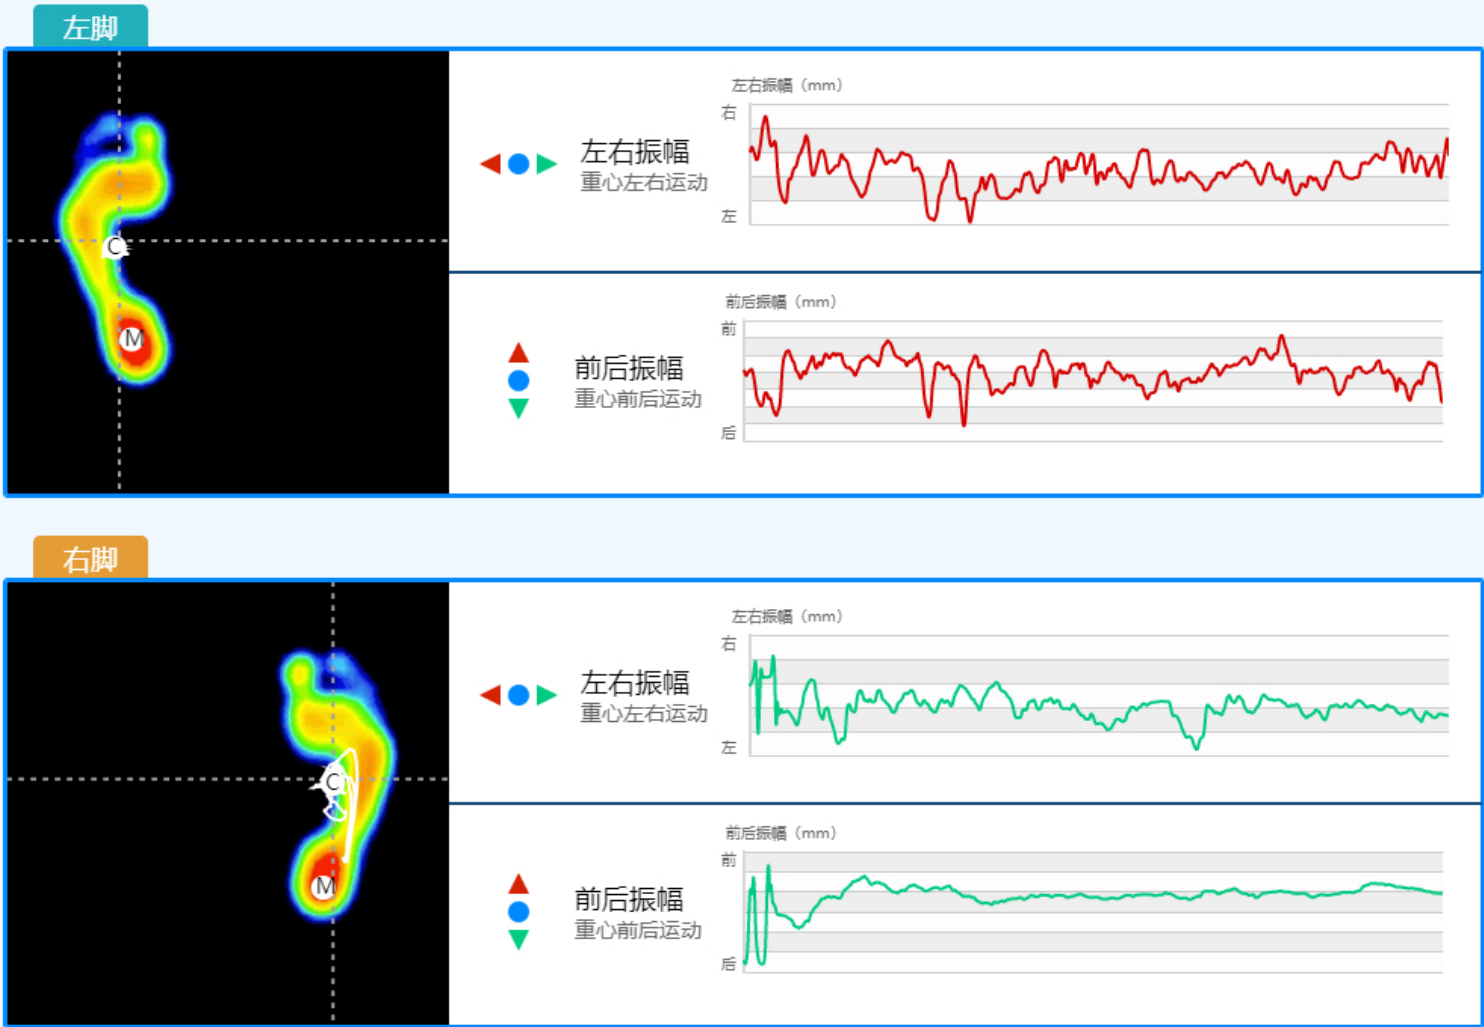 左脚
C
M
左右振幅
重心左右运动
左右振幅（mm）
右
左
前后振幅
重心前后运动
前后振幅（mm）
前
后
右脚
C
M
左右振幅
重心左右运动
左右振幅（mm）
右
左
前后振幅
重心前后运动
前后振幅（mm）
前
后